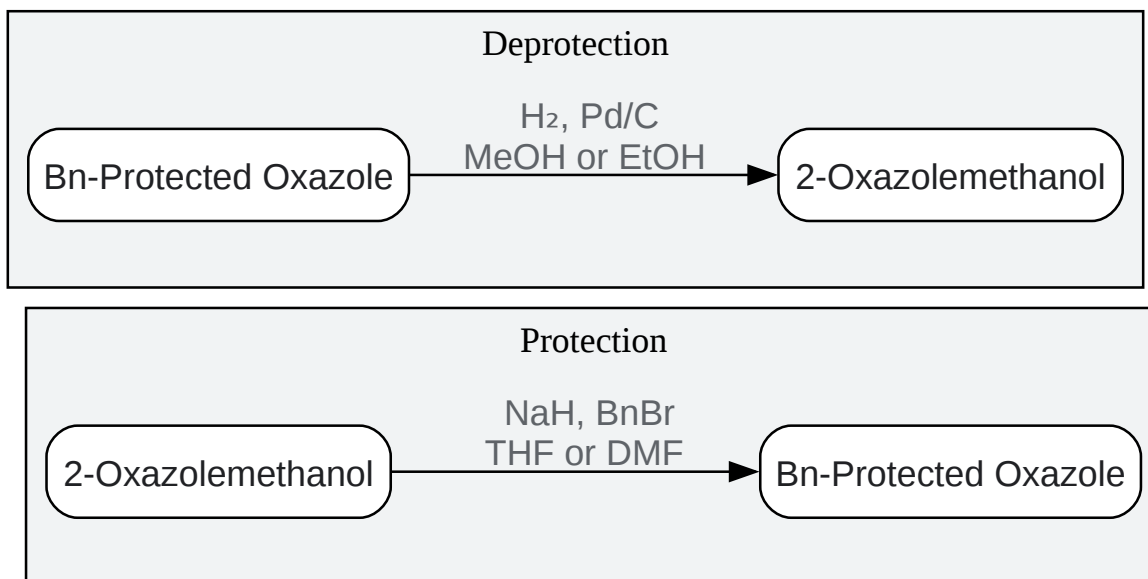 Deprotection
H₂, Pd/C
MeOH or EtOH
Bn-Protected Oxazole
2-Oxazolemethanol
Protection
NaH, BnBr
THF or DMF
2-Oxazolemethanol
Bn-Protected Oxazole